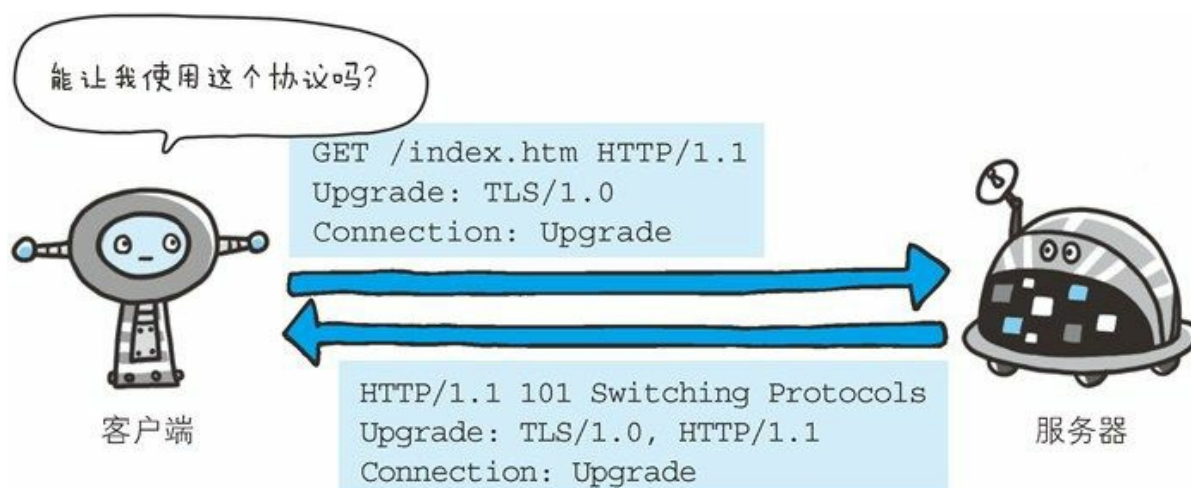 能让我使用这个协议吗?
GET /index.htm HTTP/1.1
Upgrade: TLS/1.0
Connection: Upgrade
HTTP/1.1 101 Switching Protocols
Upgrade: TLS/1.0, HTTP/1.1
Connection: Upgrade
客户端
服务器